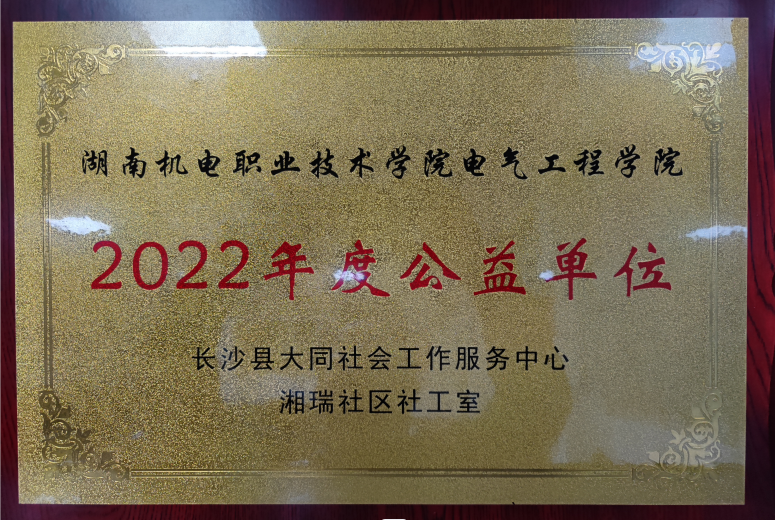 湖南机电职业技术学院电气工程学院
2022年度公益单位
长沙县大同社会工作服务中心
湘瑞社区社工室